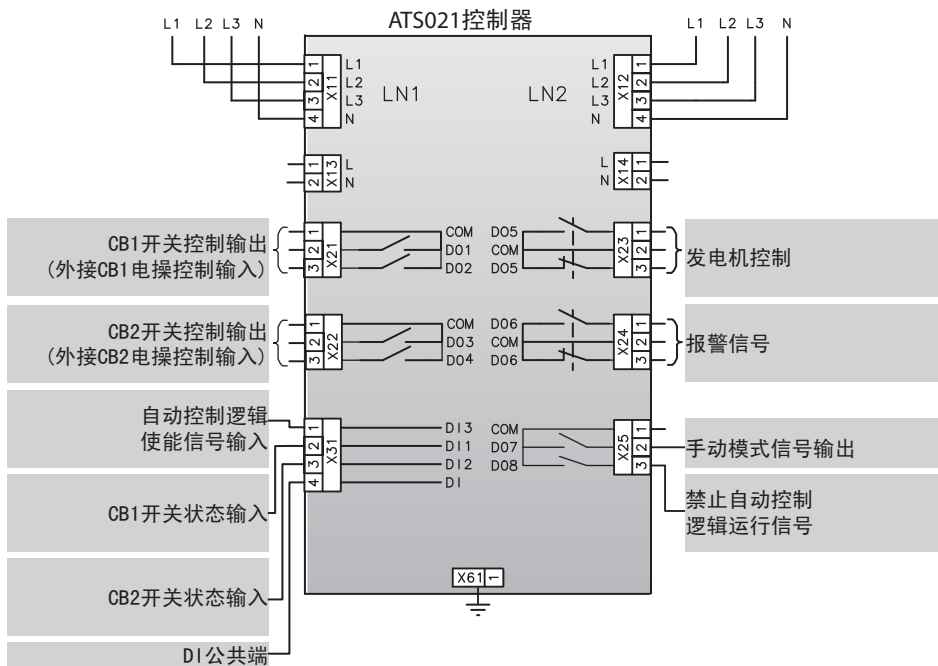 ATS021控制器
L1 L2 L3 N
L1 L2 L3 N
1 L1
2 L2
3 L3
4 N
X11
LN1
LN2
L1 1
L2 2
L3 3
N 4
X12
1 L
2 N
X13
L 1
N 2
X14
CB1开关控制输出
(外接CB1电操控制输入)
1 COM
2 DO1
3 DO2
X21
DO5 1
COM 2
DO5 3
X23
发电机控制
CB2开关控制输出
(外接CB2电操控制输入)
1 COM
2 DO3
3 DO4
X22
DO6 1
COM 2
DO6 3
X24
报警信号
自动控制逻辑
使能信号输入
1 DI3
2 DI1
3 DI2
4 DI
X31
COM 1
DO7 2
DO8 3
X25
手动模式信号输出
禁止自动控制
逻辑运行信号
CB1开关状态输入
CB2开关状态输入
DI公共端
X61 1